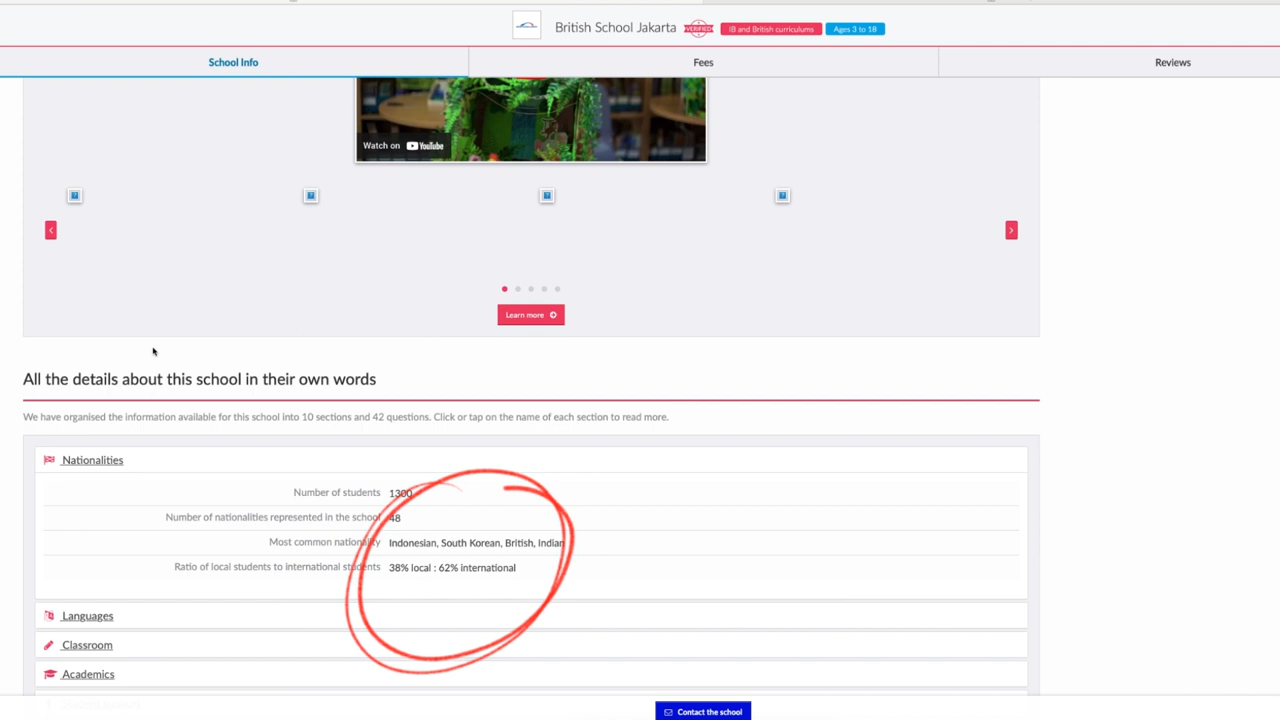 British School Jakarta VERIFIED IB and British curriculums Ages 3 to 18
School Info Fees Reviews
Watch on YouTube
Learn more
All the details about this school in their own words
We have organised the information available for this school into 10 sections and 42 questions. Click or tap on the name of each section to read more.
Nationalities
Number of students 1300
Number of nationalities represented in the school 48
Most common nationality Indonesian, South Korean, British, Indian
Ratio of local students to international students 38% local : 62% international
Languages
Classroom
Academics
Contact the school